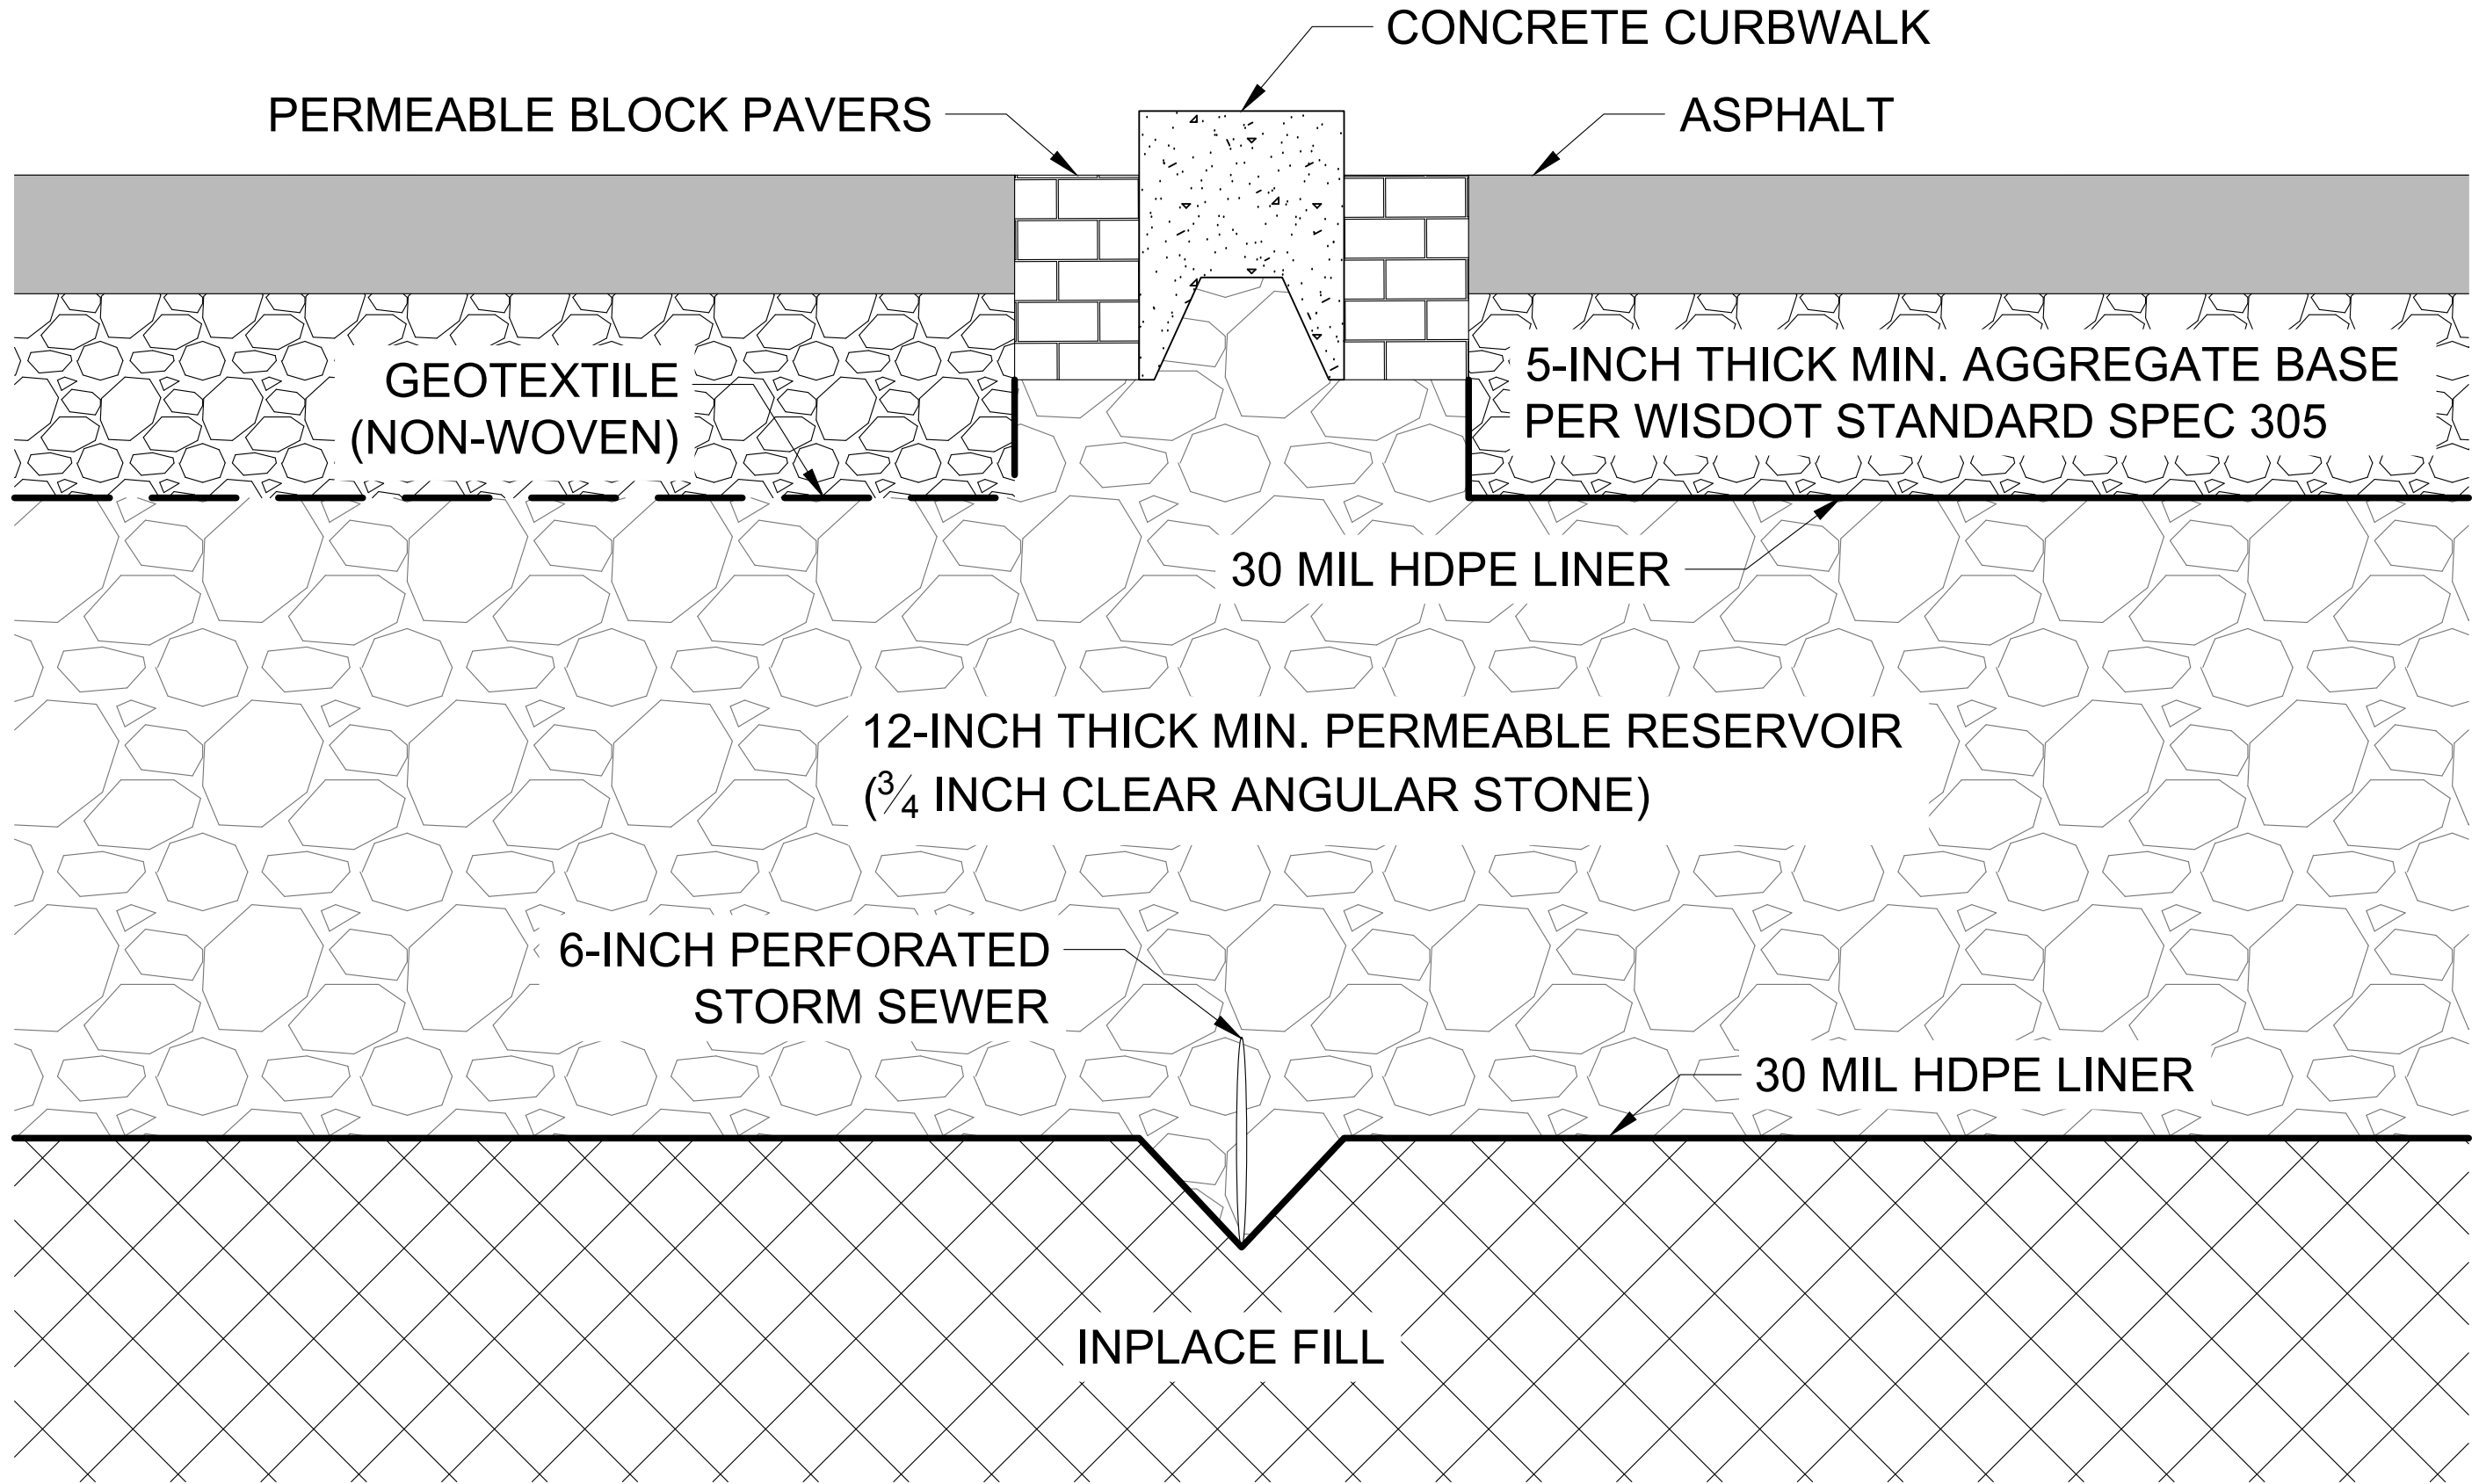 CONCRETE CURBWALK
PERMEABLE BLOCK PAVERS
ASPHALT
GEOTEXTILE
(NON-WOVEN)
5-INCH THICK MIN. AGGREGATE BASE
PER WISDOT STANDARD SPEC 305
30 MIL HDPE LINER
12-INCH THICK MIN. PERMEABLE RESERVOIR
(¾ INCH CLEAR ANGULAR STONE)
6-INCH PERFORATED
STORM SEWER
30 MIL HDPE LINER
INPLACE FILL